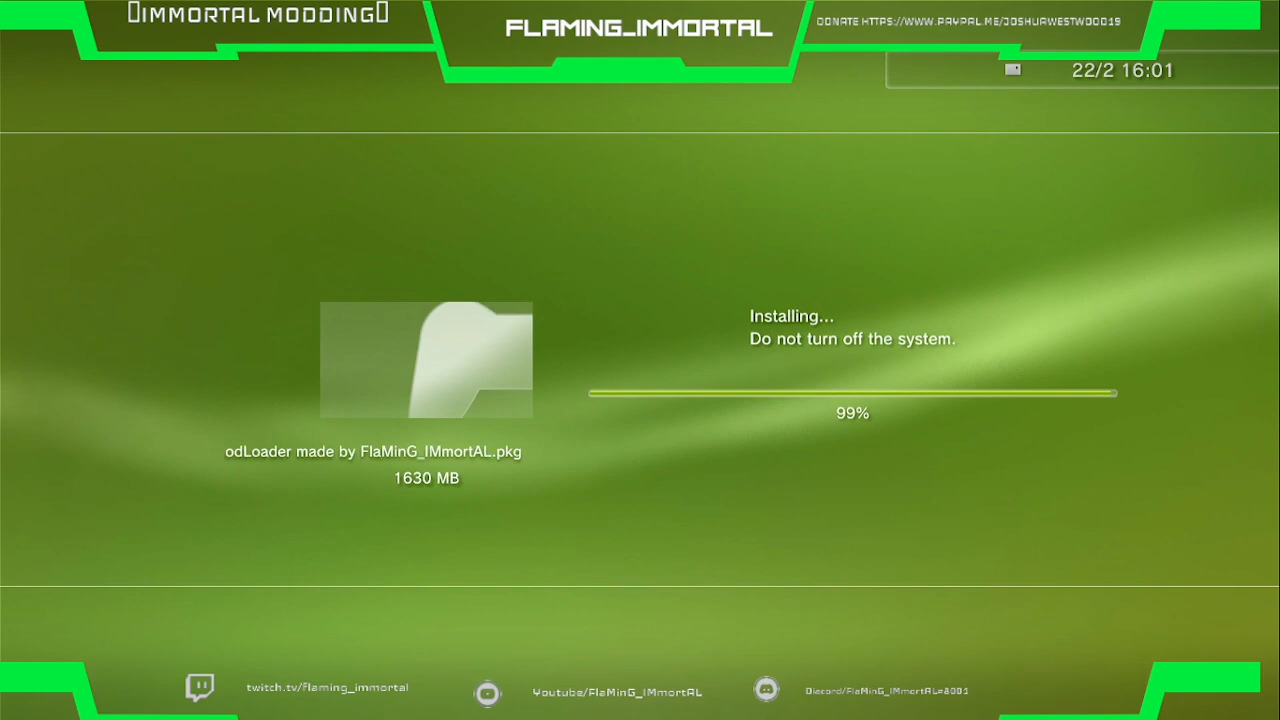 ▯IMMORTAL MODDING▯
FLAMING_IMMORTAL
DONATE HTTPS://WWW.PAYPAL.ME/JOSHUAWESTWOOD19
22/2 16:01
Installing...
Do not turn off the system.
99%
odLoader made by FlaMinG_IMmortAL.pkg
1630 MB
twitch.tv/flaming_immortal
Youtube/FlaMinG_IMmortAL
Discord/FlaMinG_IMmortAL#8001